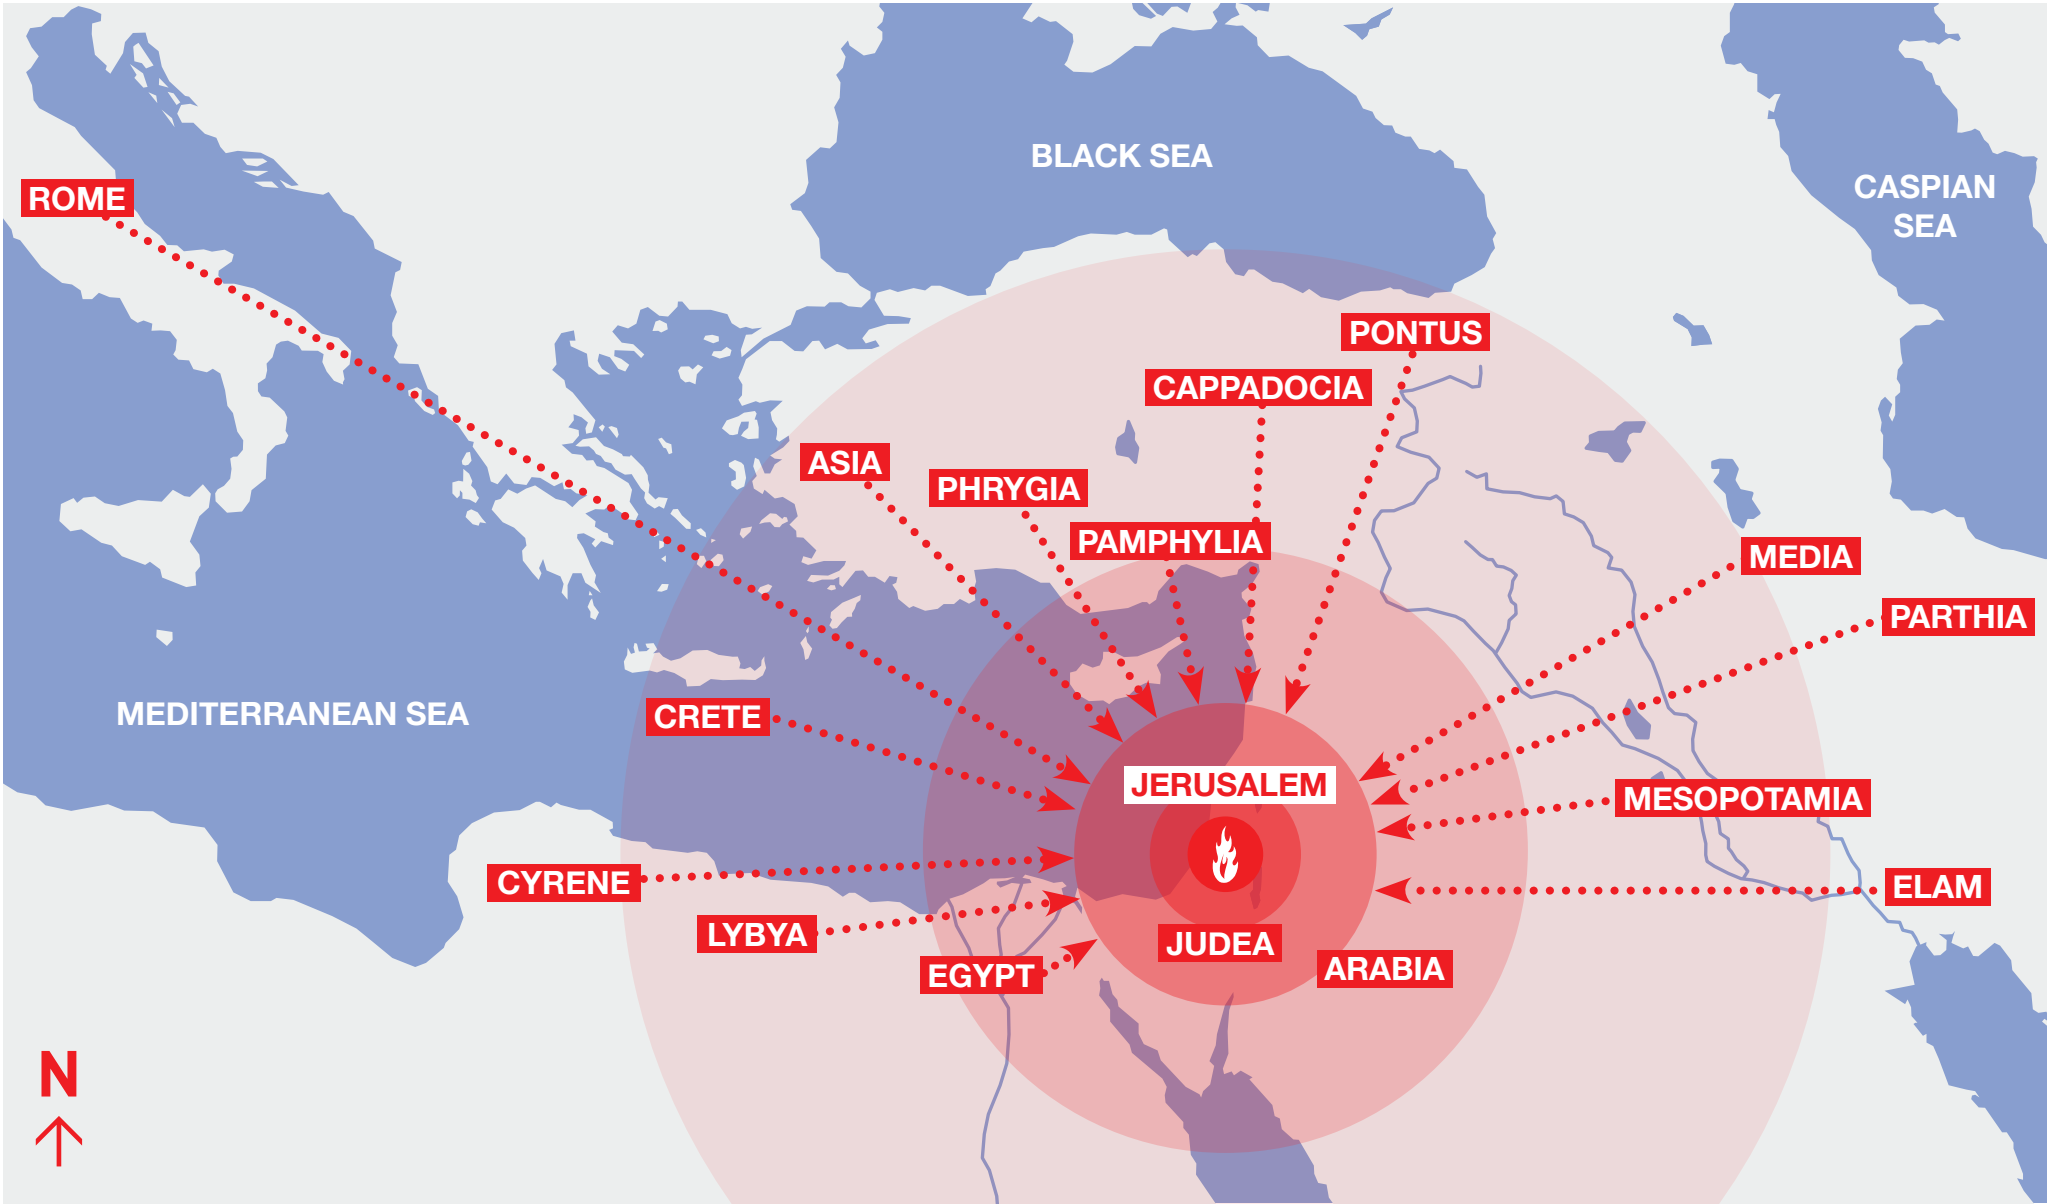 BLACK SEA
CASPIAN
SEA
ROME
PONTUS
CAPPADOCIA
ASIA
PHRYGIA
PAMPHYLIA
MEDIA
PARTHIA
MEDITERRANEAN SEA
CRETE
JERUSALEM
MESOPOTAMIA
CYRENE
ELAM
LYBYA
JUDEA
EGYPT
ARABIA
N